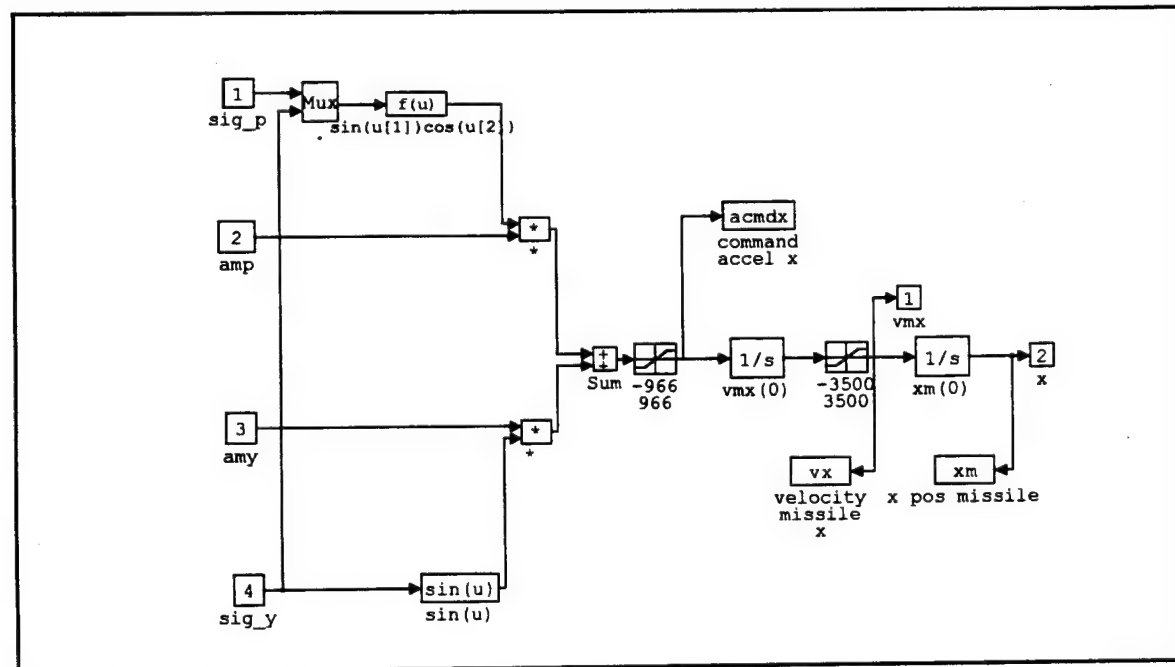 1
sig_p
Mux
f(u)
sin(u[1])cos(u[2])
2
amp
*
*
acmdx
command
accel x
1
vmx
+
+
Sum
-966
966
1/s
vmx(0)
-3500
3500
1/s
xm(0)
2
x
3
amy
*
*
vx
velocity
missile
x
xm
x pos missile
4
sig_y
sin(u)
sin(u)